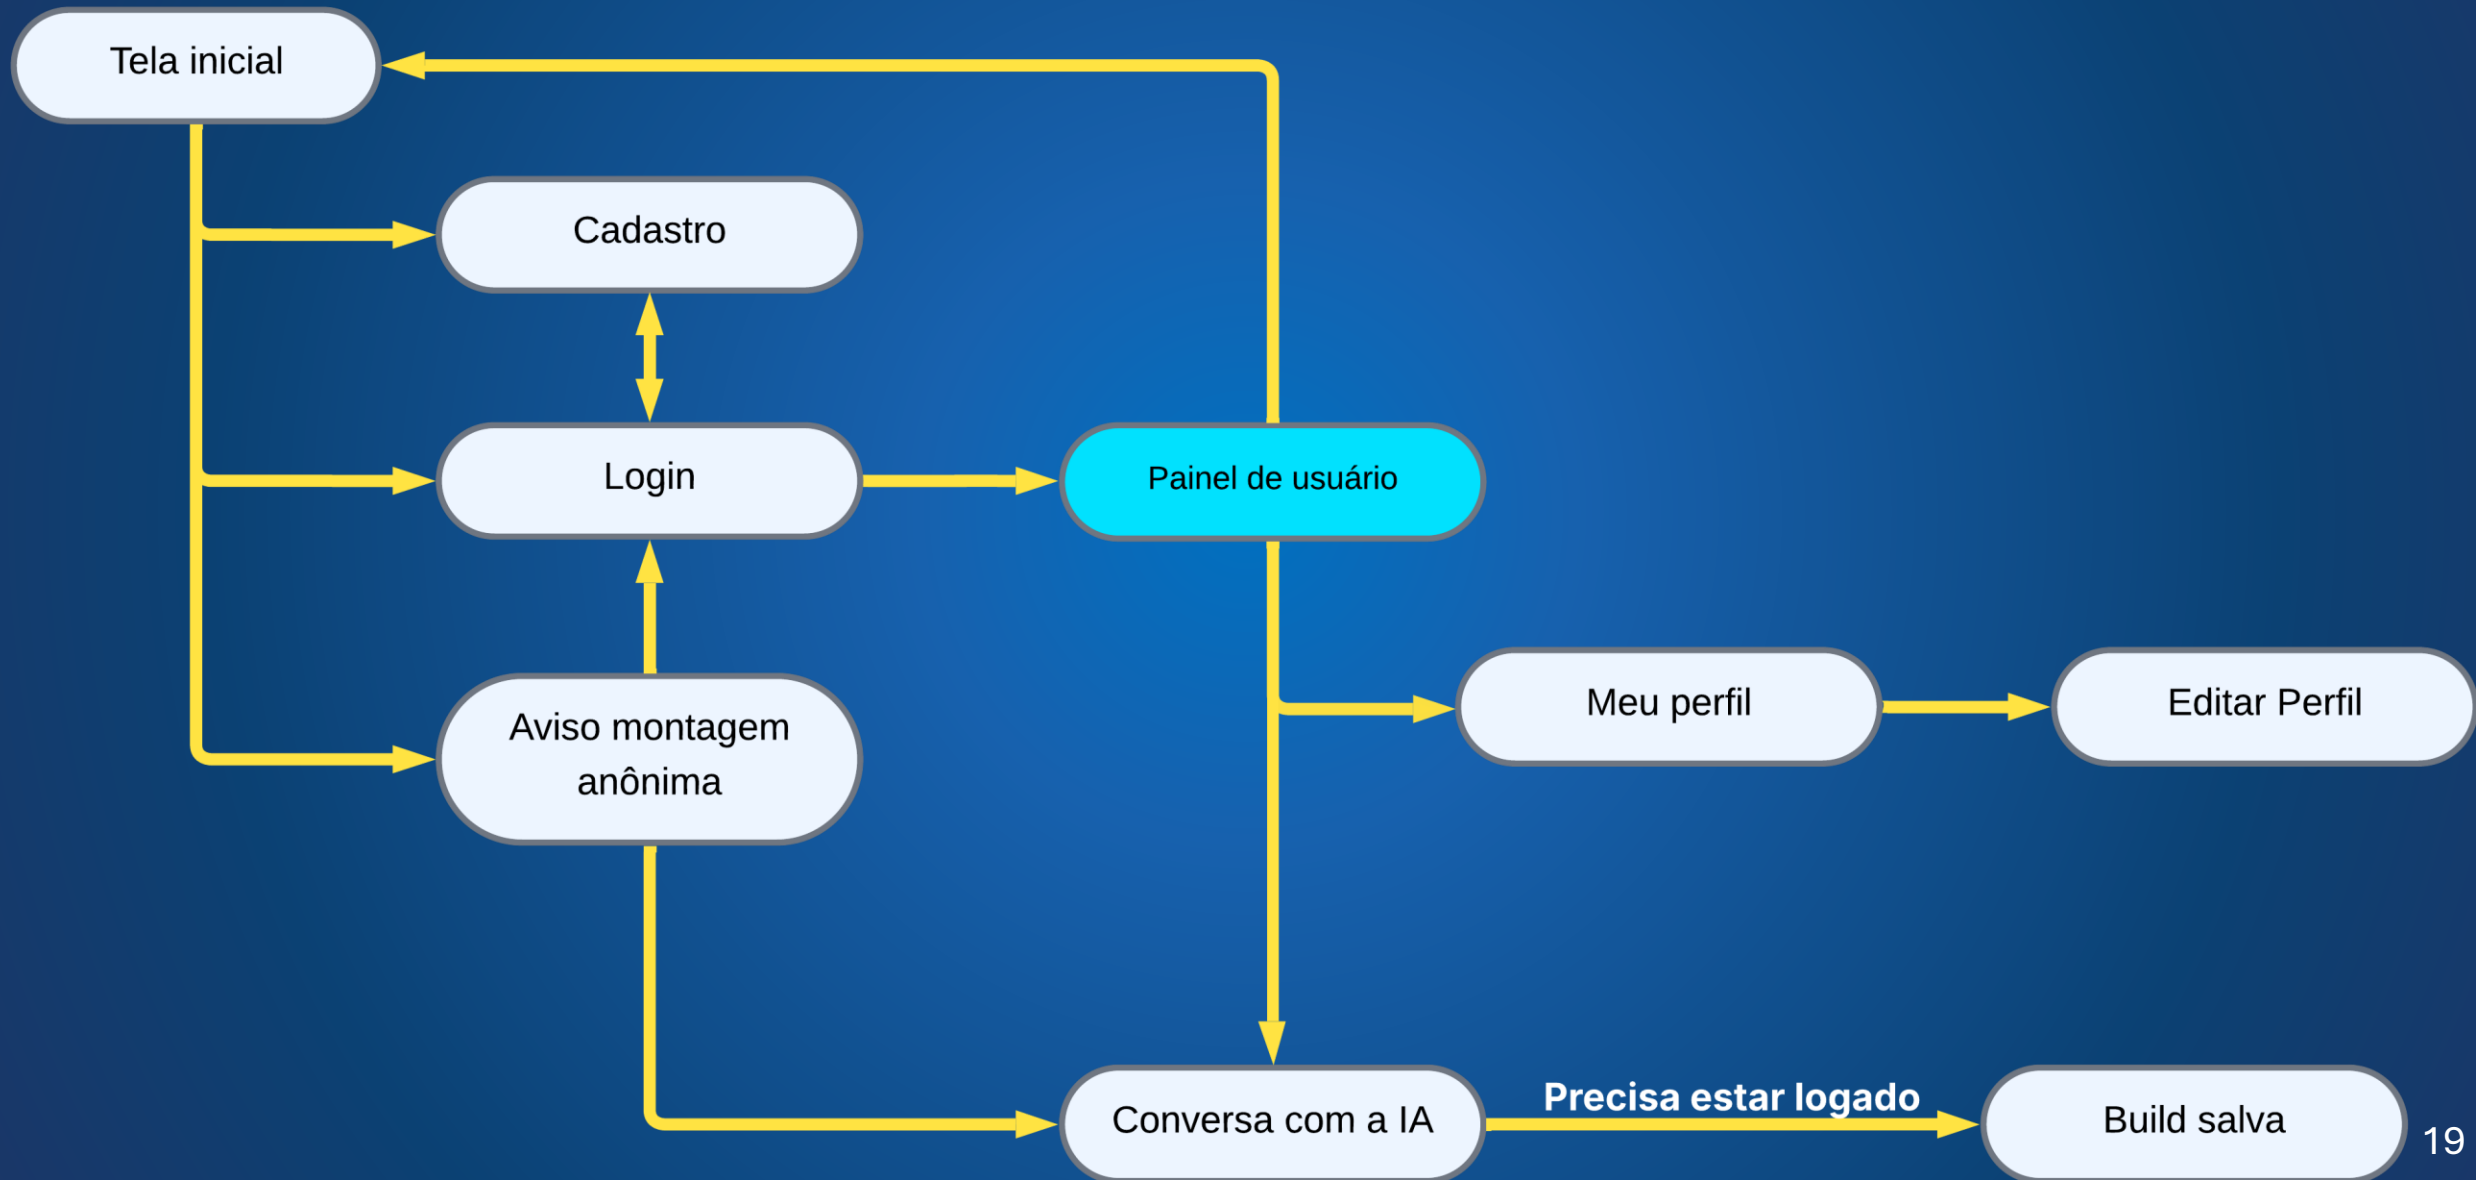 Tela inicial
Cadastro
Login
Painel de usuário
Aviso montagem
anônima
Meu perfil
Editar Perfil
Conversa com a IA
Precisa estar logado
Build salva
19